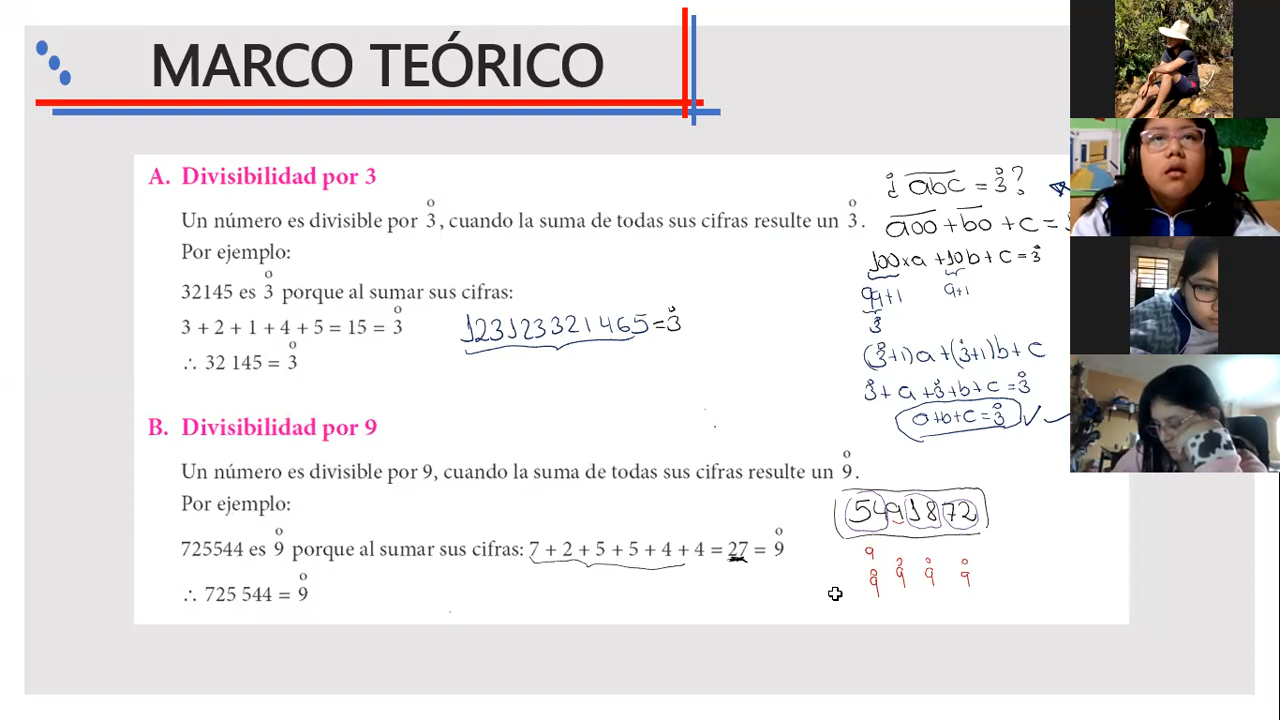 MARCO TEÓRICO
A. Divisibilidad por 3
Un número es divisible por 3̊, cuando la suma de todas sus cifras resulte un 3̊.
Por ejemplo:
32145 es 3̊ porque al sumar sus cifras:
3 + 2 + 1 + 4 + 5 = 15 = 3̊
∴ 32 145 = 3̊
123123321465 = 3̊
¿ abc = 3̊ ?
a00 + b0 + c =
100xa + 10b + c = 3̊
99+1 9+1
3̊
(3̊+1)a + (3̊+1)b + c
3̊ + a + 3̊ + b + c = 3̊
a+b+c = 3̊ ✓
B. Divisibilidad por 9
Un número es divisible por 9, cuando la suma de todas sus cifras resulte un 9̊.
Por ejemplo:
725544 es 9̊ porque al sumar sus cifras: 7 + 2 + 5 + 5 + 4 + 4 = 27 = 9̊
∴ 725 544 = 9̊
5491872
9
9̊ 9̊ 9̊ 9̊